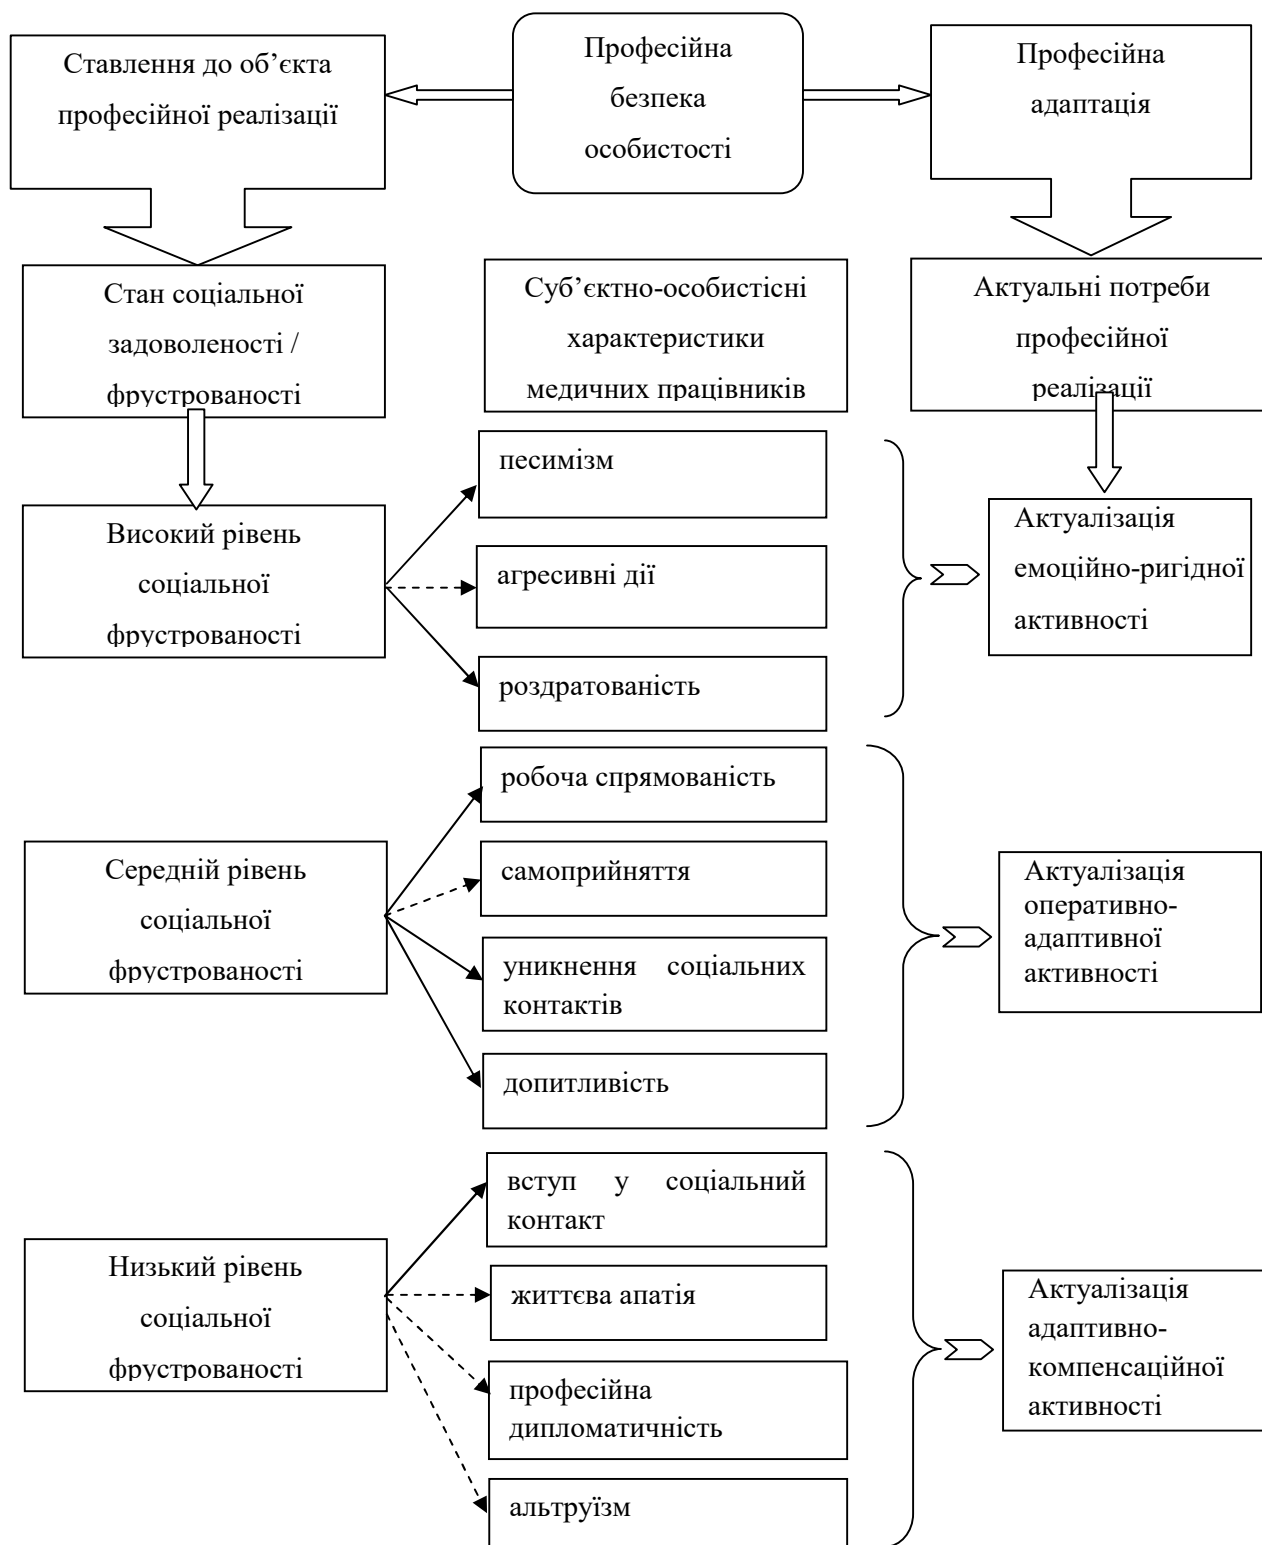 Ставлення до об’єкта
професійної реалізації
Професійна
безпека
особистості
Професійна
адаптація
Стан соціальної
задоволеності /
фрустрованості
Суб’єктно-особистісні
характеристики
медичних працівників
Актуальні потреби
професійної
реалізації
Високий рівень
соціальної
фрустрованості
песимізм
агресивні дії
роздратованість
Актуалізація
емоційно-ригідної
активності
Середній рівень
соціальної
фрустрованості
робоча спрямованість
самоприйняття
уникнення соціальних
контактів
допитливість
Актуалізація
оперативно-
адаптивної
активності
Низький рівень
соціальної
фрустрованості
вступ у соціальний
контакт
життєва апатія
професійна
дипломатичність
альтруїзм
Актуалізація
адаптивно-
компенсаційної
активності